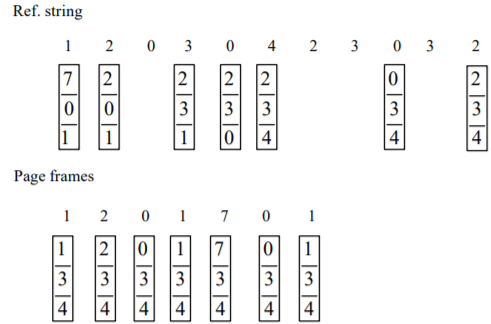 Ref. string
1 2 0 3 0 4 2 3 0 3 2
7 2 2 2 2 0 2
0 0 3 3 3 3 3
1 1 1 0 4 4 4
Page frames
1 2 0 1 7 0 1
1 2 0 1 7 0 1
3 3 3 3 3 3 3
4 4 4 4 4 4 4